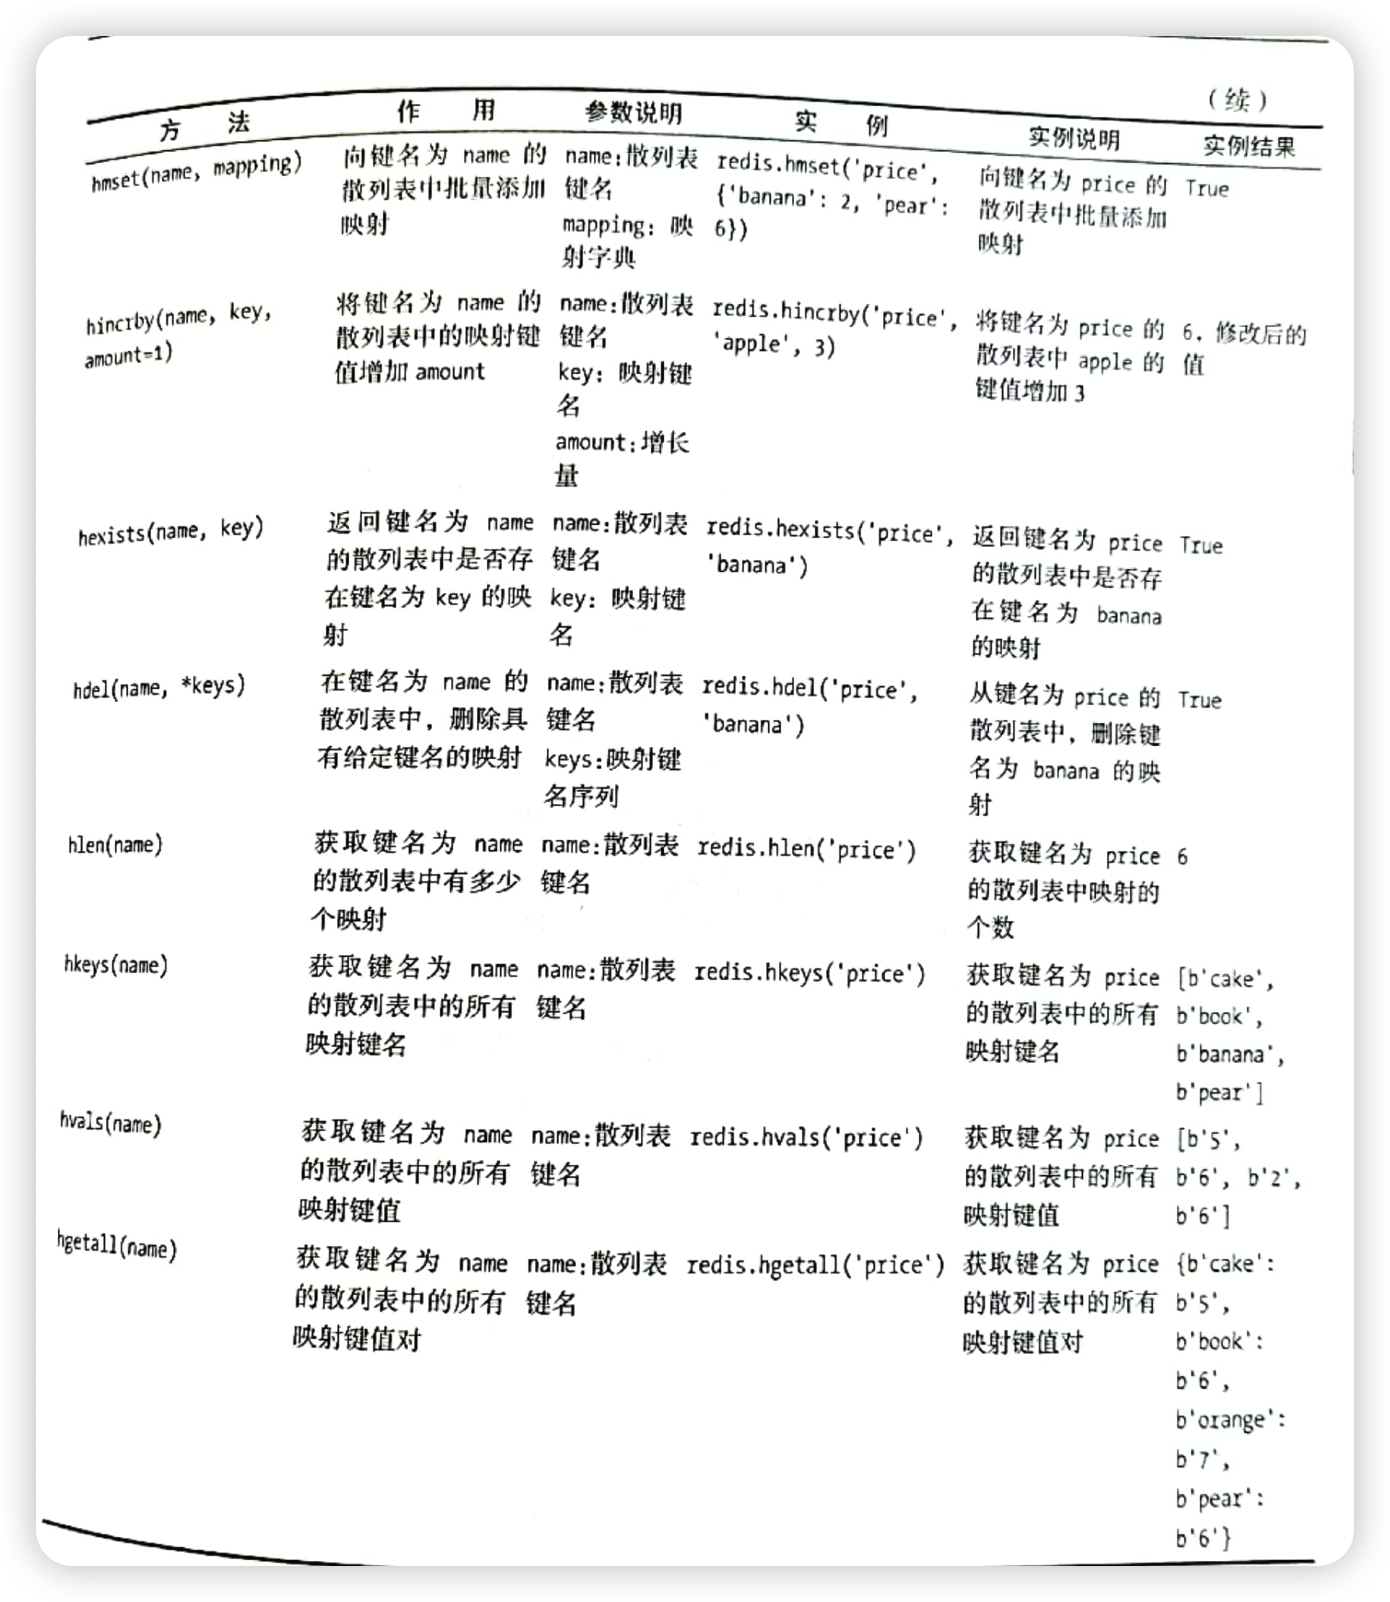 （续）
方 法 作 用 参数说明 实 例 实例说明 实例结果
hmset(name, mapping)
向键名为 name 的
散列表中批量添加
映射
name:散列表
键名
mapping: 映
射字典
redis.hmset('price',
{'banana': 2, 'pear':
6})
向键名为 price 的
散列表中批量添加
映射
True
hincrby(name, key,
amount=1)
将键名为 name 的
散列表中的映射键
值增加 amount
name:散列表
键名
key: 映射键
名
amount:增长
量
redis.hincrby('price',
'apple', 3)
将键名为 price 的
散列表中 apple 的
键值增加 3
6，修改后的
值
hexists(name, key)
返回键名为 name
的散列表中是否存
在键名为 key 的映
射
name:散列表
键名
key: 映射键
名
redis.hexists('price',
'banana')
返回键名为 price
的散列表中是否存
在键名为 banana
的映射
True
hdel(name, *keys)
在键名为 name 的
散列表中，删除具
有给定键名的映射
name:散列表
键名
keys:映射键
名序列
redis.hdel('price',
'banana')
从键名为 price 的
散列表中，删除键
名为 banana 的映
射
True
hlen(name)
获取键名为 name
的散列表中有多少
个映射
name:散列表
键名
redis.hlen('price')
获取键名为 price
的散列表中映射的
个数
6
hkeys(name)
获取键名为 name
的散列表中的所有
映射键名
name:散列表
键名
redis.hkeys('price')
获取键名为 price
的散列表中的所有
映射键名
[b'cake',
b'book',
b'banana',
b'pear']
hvals(name)
获取键名为 name
的散列表中的所有
映射键值
name:散列表
键名
redis.hvals('price')
获取键名为 price
的散列表中的所有
映射键值
[b'5',
b'6', b'2',
b'6']
hgetall(name)
获取键名为 name
的散列表中的所有
映射键值对
name:散列表
键名
redis.hgetall('price')
获取键名为 price
的散列表中的所有
映射键值对
{b'cake':
b'5',
b'book':
b'6',
b'orange':
b'7',
b'pear':
b'6'}